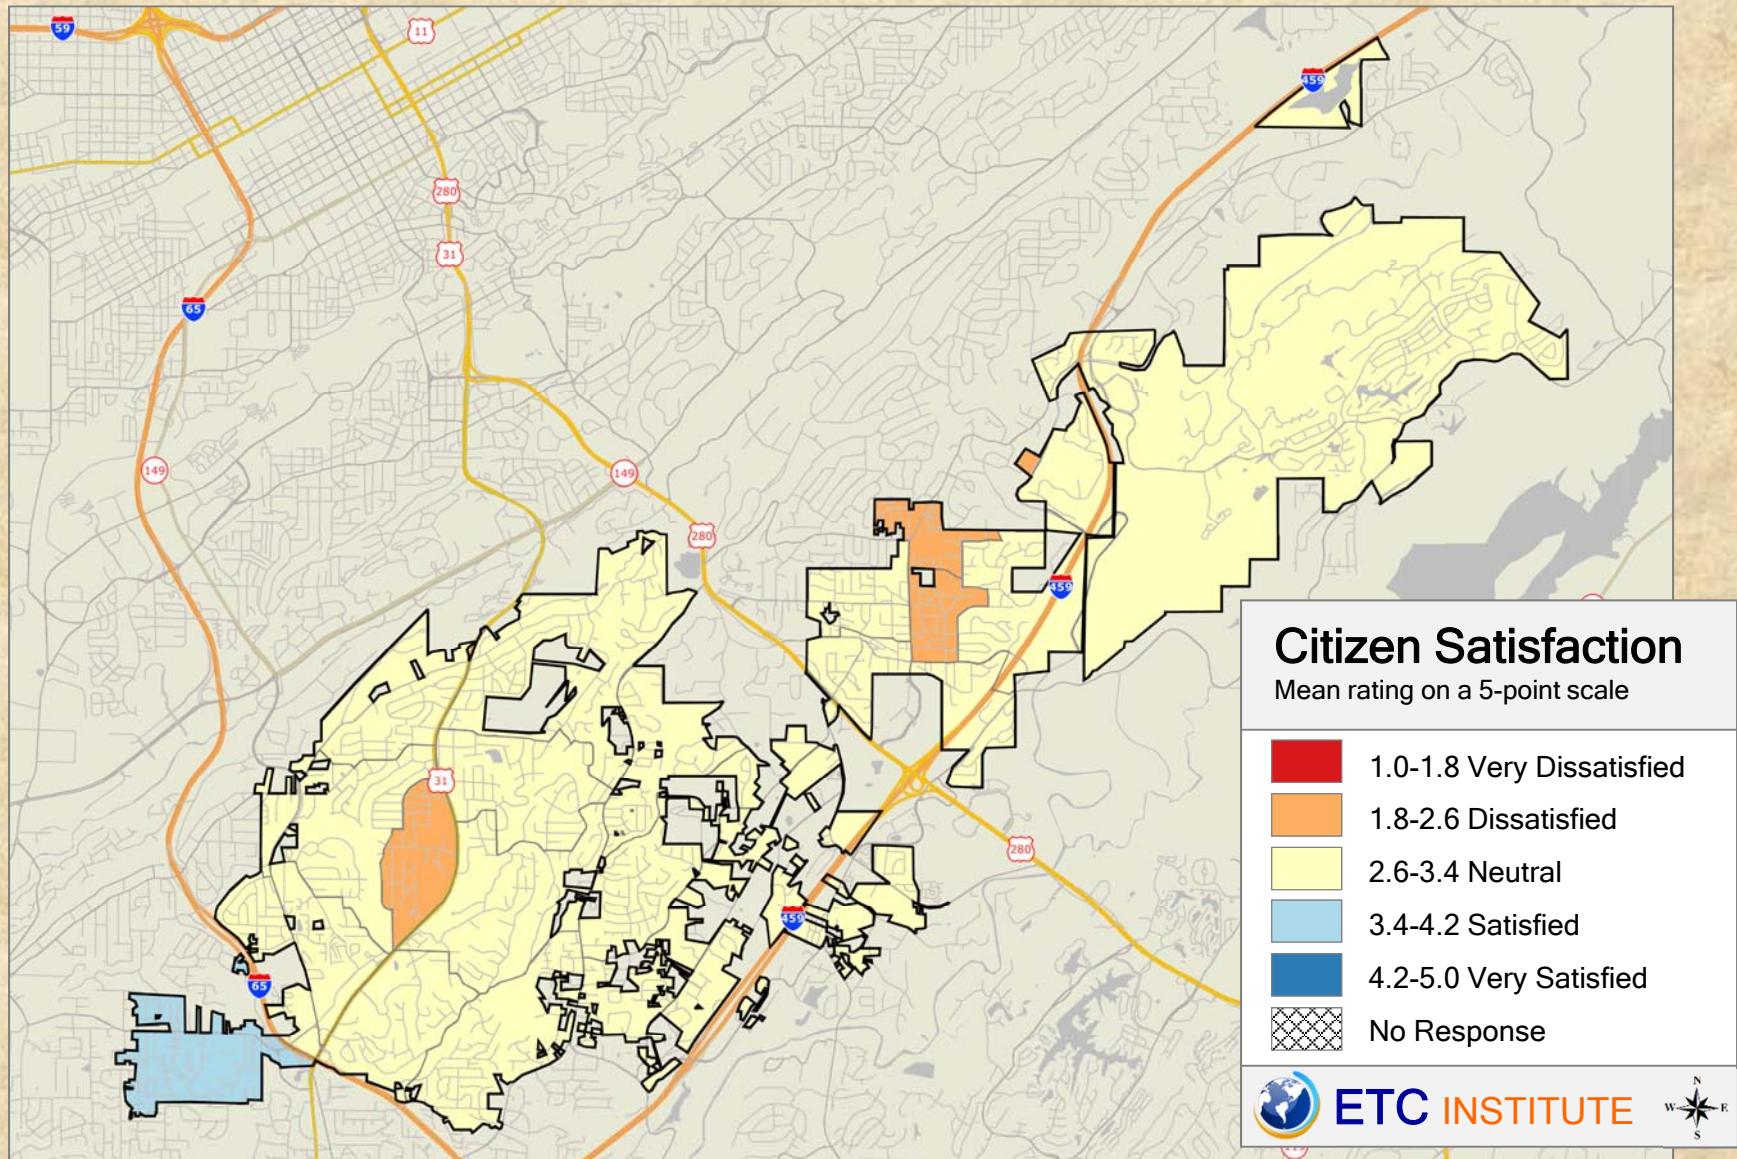 59
11
459
280
31
65
149
149
280
459
31
280
459
65
Citizen Satisfaction
Mean rating on a 5-point scale
1.0-1.8 Very Dissatisfied
1.8-2.6 Dissatisfied
2.6-3.4 Neutral
3.4-4.2 Satisfied
4.2-5.0 Very Satisfied
No Response
ETC INSTITUTE
N
W E
S